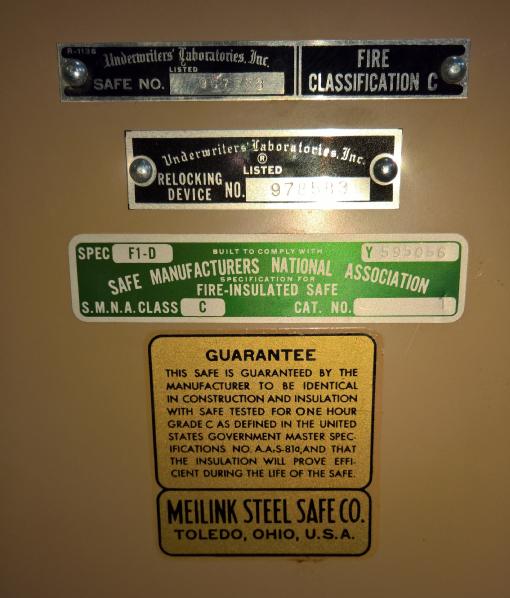 R-1136
Underwriters' Laboratories, Inc.
LISTED
SAFE NO.
FIRE
CLASSIFICATION C
Underwriters' Laboratories, Inc.
®
LISTED
RELOCKING
DEVICE NO. 978583
SPEC F1-D
BUILT TO COMPLY WITH
Y 595056
SAFE MANUFACTURERS NATIONAL ASSOCIATION
SPECIFICATION FOR
FIRE-INSULATED SAFE
S.M.N.A. CLASS C CAT. NO.
GUARANTEE
THIS SAFE IS GUARANTEED BY THE
MANUFACTURER TO BE IDENTICAL
IN CONSTRUCTION AND INSULATION
WITH SAFE TESTED FOR ONE HOUR
GRADE C AS DEFINED IN THE UNITED
STATES GOVERNMENT MASTER SPEC-
IFICATIONS NO. A.A.S-81a, AND THAT
THE INSULATION WILL PROVE EFFI-
CIENT DURING THE LIFE OF THE SAFE.
MEILINK STEEL SAFE CO.
TOLEDO, OHIO, U.S.A.